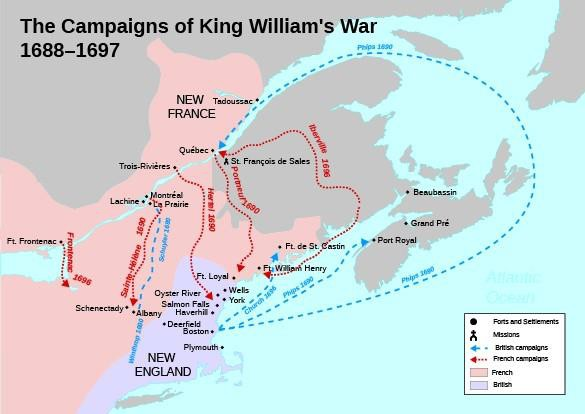 The Campaigns of King William's War
1688–1697
Phips 1690
NEW
FRANCE
Tadoussac
Québec
St. François de Sales
Iberville 1696
Trois-Rivières
Portneuf 1690
Hertel 1690
Montréal
Lachine
La Prairie
Beaubassin
Grand Pré
Port Royal
Ft. Frontenac
Frontenac 1696
Sainte-Hélène 1690
Schuyler 1690
Ft. de St. Castin
Ft. William Henry
Ft. Loyal
Church 1696
Phips 1690
Phips 1690
Atlantic
Ocean
Oyster River
Wells
York
Salmon Falls
Haverhill
Schenectady
Albany
Deerfield
Boston
Winthrop 1690
Plymouth
NEW
ENGLAND
Forts and Settlements
Missions
British campaigns
French campaigns
French
British